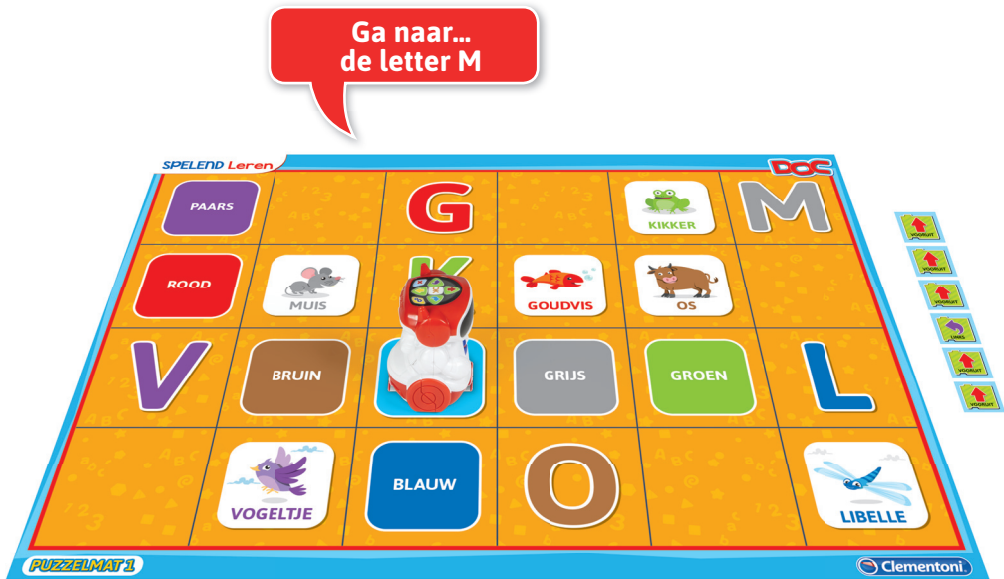 Ga naar...
de letter M
SPELEND Leren
DOC
PAARS
G
KIKKER
M
ROOD
MUIS
K
GOUDVIS
OS
V
BRUIN
GRIJS
GROEN
L
VOGELTJE
BLAUW
O
LIBELLE
PUZZELMAT 1
Clementoni
VOORUIT
VOORUIT
VOORUIT
LINKS
VOORUIT
VOORUIT